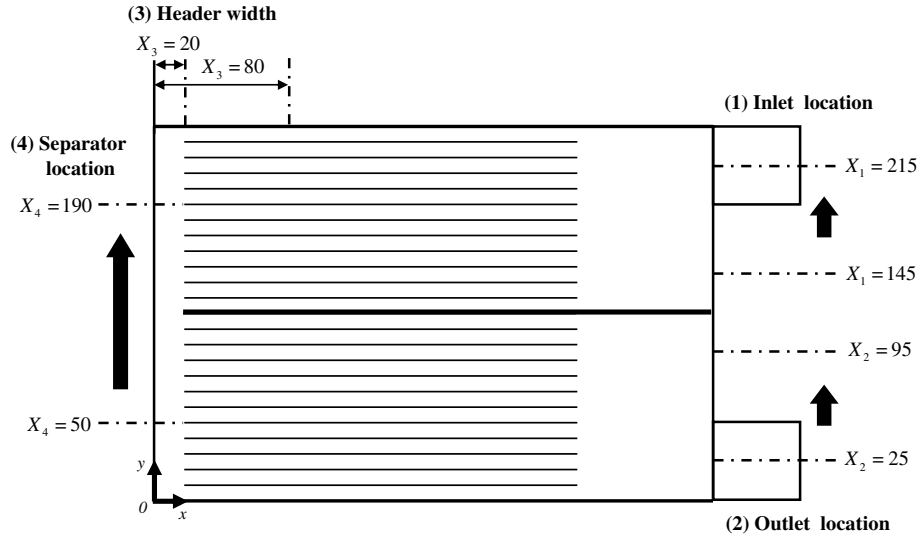 (3) Header width
X₃ = 20
X₃ = 80
(1) Inlet location
(4) Separator
location
X₁ = 215
X₄ = 190
X₁ = 145
X₂ = 95
X₄ = 50
X₂ = 25
y
0
x
(2) Outlet location